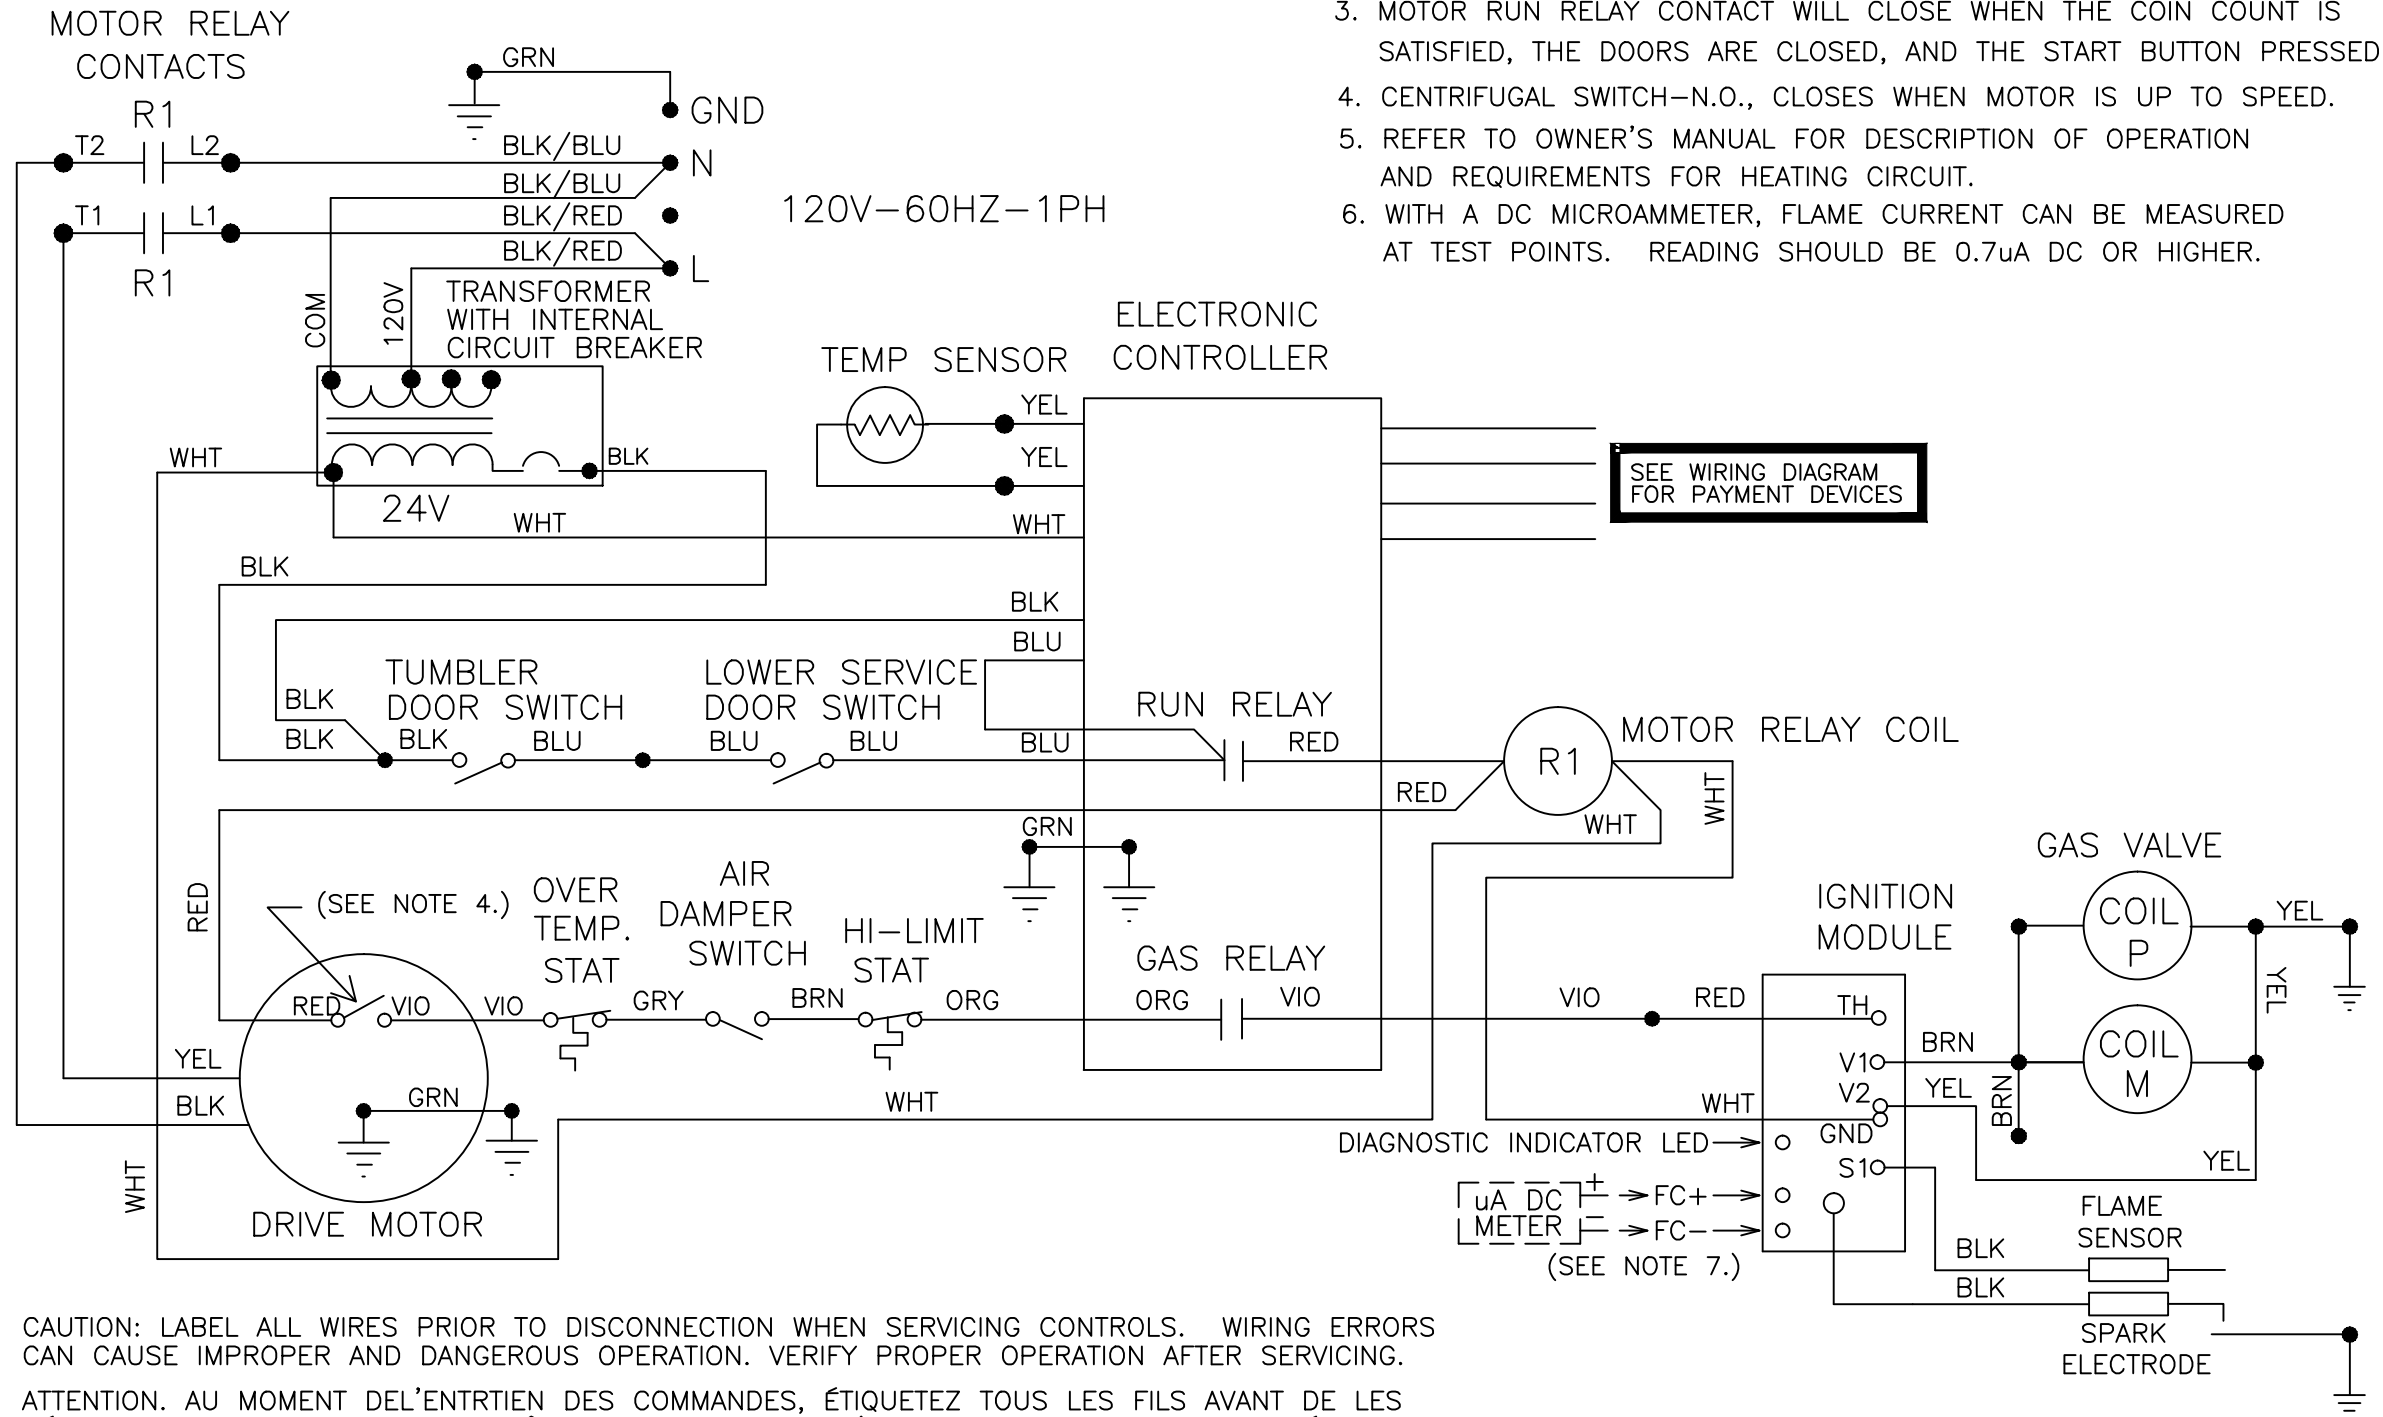 MOTOR RELAY
CONTACTS
3. MOTOR RUN RELAY CONTACT WILL CLOSE WHEN THE COIN COUNT IS
SATISFIED, THE DOORS ARE CLOSED, AND THE START BUTTON PRESSED
4. CENTRIFUGAL SWITCH-N.O., CLOSES WHEN MOTOR IS UP TO SPEED.
5. REFER TO OWNER'S MANUAL FOR DESCRIPTION OF OPERATION
AND REQUIREMENTS FOR HEATING CIRCUIT.
6. WITH A DC MICROAMMETER, FLAME CURRENT CAN BE MEASURED
AT TEST POINTS. READING SHOULD BE 0.7uA DC OR HIGHER.
GRN
GND
R1
T2
L2
BLK/BLU
N
BLK/BLU
T1
L1
BLK/RED
120V-60HZ-1PH
BLK/RED
L
R1
COM
120V
TRANSFORMER
WITH INTERNAL
CIRCUIT BREAKER
ELECTRONIC
CONTROLLER
TEMP SENSOR
YEL
YEL
WHT
BLK
24V
SEE WIRING DIAGRAM
FOR PAYMENT DEVICES
WHT
WHT
BLK
BLK
BLU
TUMBLER
DOOR SWITCH
LOWER SERVICE
DOOR SWITCH
BLK
BLK
BLK
BLU
BLU
BLU
BLU
RUN RELAY
RED
R1
MOTOR RELAY COIL
RED
WHT
WHT
GRN
RED
(SEE NOTE 4.)
OVER
TEMP.
STAT
AIR
DAMPER
SWITCH
HI-LIMIT
STAT
GAS RELAY
IGNITION
MODULE
GAS VALVE
COIL
P
YEL
YEL
RED
VIO
VIO
GRY
BRN
ORG
ORG
VIO
VIO
RED
TH
V1
BRN
COIL
M
V2
YEL
BRN
YEL
BLK
GRN
WHT
WHT
GND
DIAGNOSTIC INDICATOR LED
S1
YEL
WHT
DRIVE MOTOR
uA DC
METER
+
FC+
-
FC-
(SEE NOTE 7.)
FLAME
SENSOR
BLK
BLK
SPARK
ELECTRODE
CAUTION: LABEL ALL WIRES PRIOR TO DISCONNECTION WHEN SERVICING CONTROLS. WIRING ERRORS
CAN CAUSE IMPROPER AND DANGEROUS OPERATION. VERIFY PROPER OPERATION AFTER SERVICING.
ATTENTION. AU MOMENT DEL'ENTRTIEN DES COMMANDES, ÉTIQUETEZ TOUS LES FILS AVANT DE LES